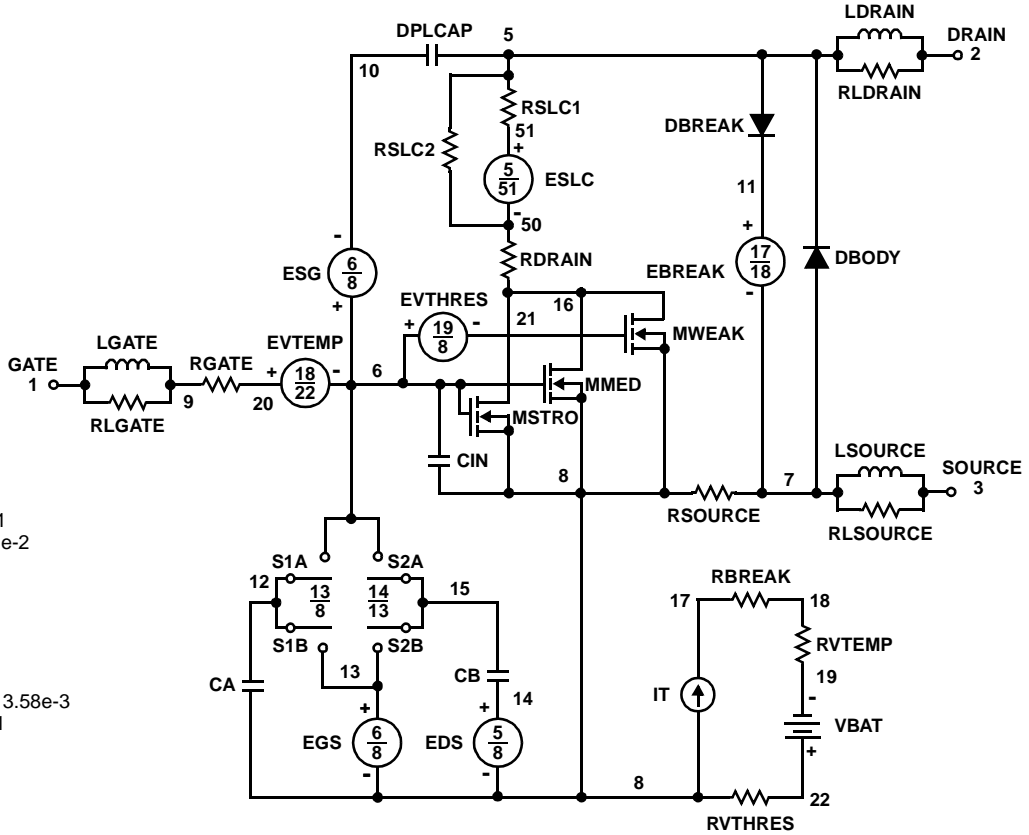 LDRAIN
DPLCAP
5
DRAIN
2
10
RLDRAIN
RSLC1
DBREAK
51
+
RSLC2
5
51
ESLC
11
-
50
-
+
17
18
EBREAK
-
DBODY
6
8
ESG
RDRAIN
+
EVTHRES
16
21
+
19
8
-
MWEAK
LGATE
EVTEMP
GATE
1
RGATE
+
18
22
-
6
MMED
9
20
RLGATE
MSTRO
CIN
LSOURCE
8
7
SOURCE
3
RSOURCE
RLSOURCE
1
e-2
S1A
S2A
12
13
8
14
13
15
RBREAK
17
18
S1B
S2B
RVTEMP
13
CB
19
CA
14
IT
-
3.58e-3
+
+
VBAT
EGS
6
8
EDS
5
8
+
-
-
8
22
RVTHRES